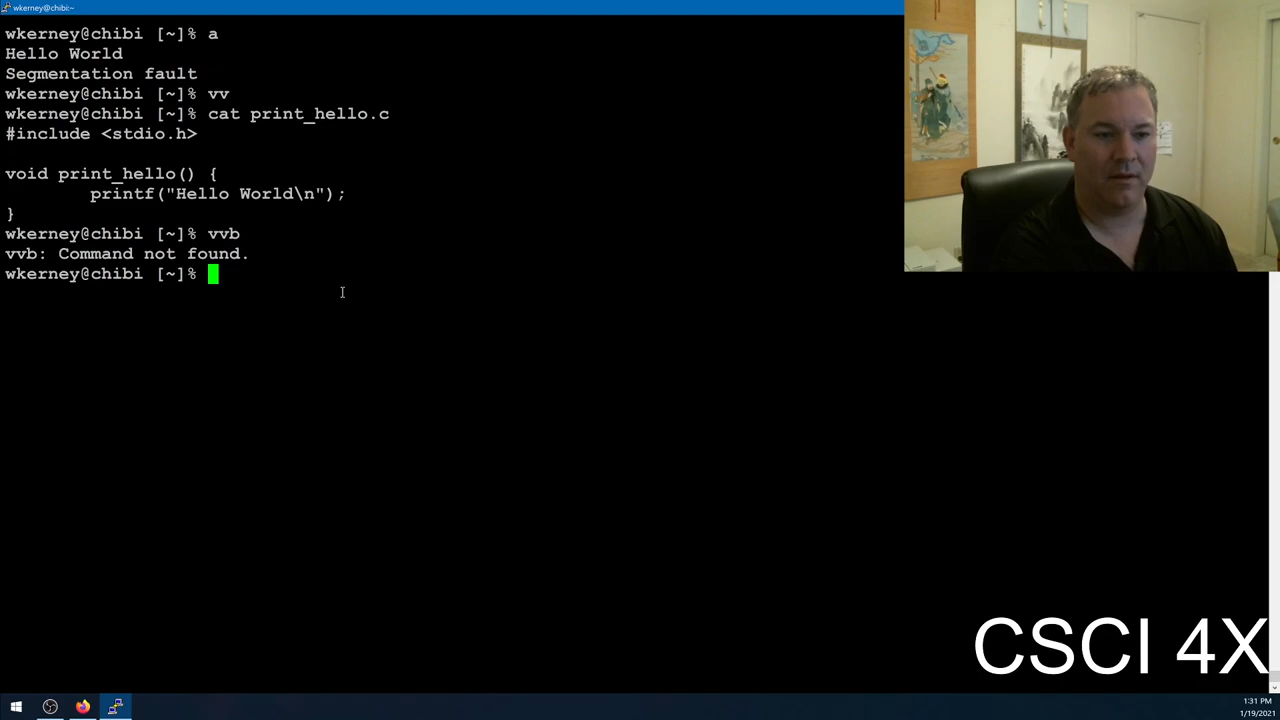 wkerney@chibi:~
wkerney@chibi [~]% a
Hello World
Segmentation fault
wkerney@chibi [~]% vv
wkerney@chibi [~]% cat print_hello.c
#include <stdio.h>
void print_hello() {
printf("Hello World\n");
}
wkerney@chibi [~]% vvb
vvb: Command not found.
wkerney@chibi [~]%
CSCI 4X
1:31 PM
1/19/2021